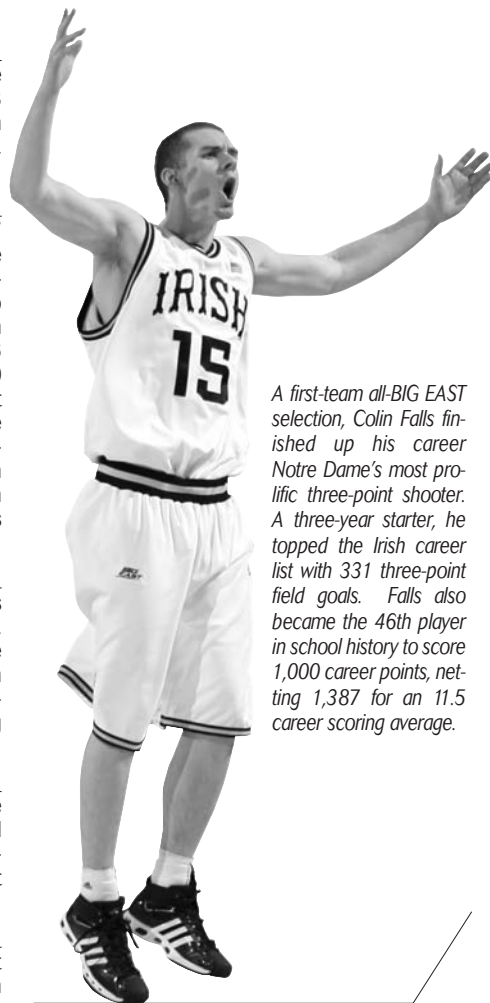 IRISH
15
BIG
EAST
A first-team all-BIG EAST
selection, Colin Falls fin-
ished up his career
Notre Dame's most pro-
lific three-point shooter.
A three-year starter, he
topped the Irish career
list with 331 three-point
field goals. Falls also
became the 46th player
in school history to score
1,000 career points, net-
ting 1,387 for an 11.5
career scoring average.